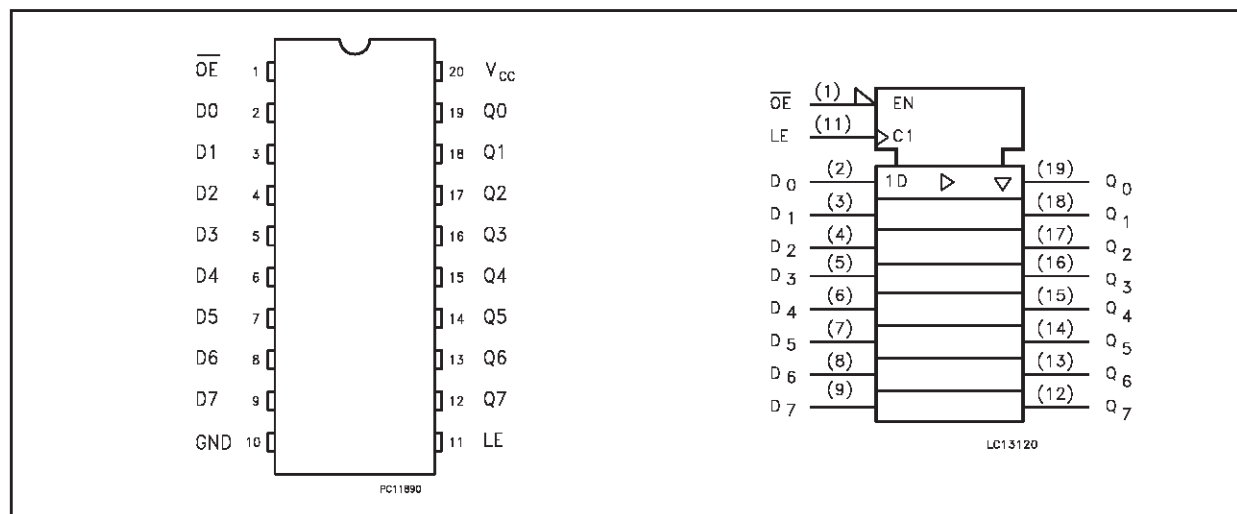 OE 1 20 VCC
D0 2 19 Q0
D1 3 18 Q1
D2 4 17 Q2
D3 5 16 Q3
D4 6 15 Q4
D5 7 14 Q5
D6 8 13 Q6
D7 9 12 Q7
GND 10 11 LE
PC11890
OE (1) EN
LE (11) C1
D0 (2) 1D (19) Q0
D1 (3) (18) Q1
D2 (4) (17) Q2
D3 (5) (16) Q3
D4 (6) (15) Q4
D5 (7) (14) Q5
D6 (8) (13) Q6
D7 (9) (12) Q7
LC13120